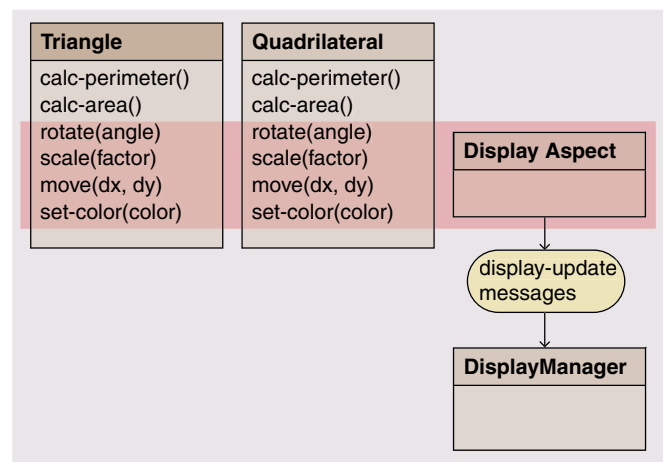 Triangle
calc-perimeter()
calc-area()
rotate(angle)
scale(factor)
move(dx, dy)
set-color(color)
Quadrilateral
calc-perimeter()
calc-area()
rotate(angle)
scale(factor)
move(dx, dy)
set-color(color)
Display Aspect
display-update
messages
DisplayManager